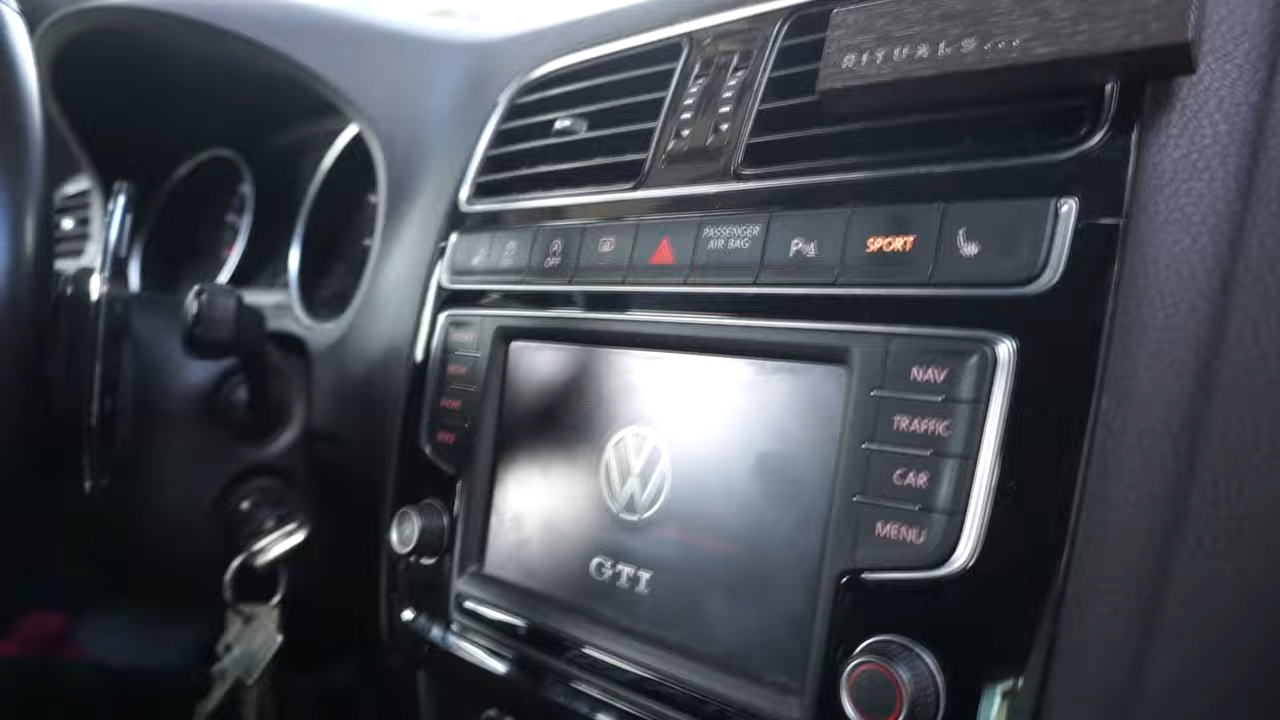 RITUALS...
OFF
PASSENGER
AIR BAG
P
SPORT
NAV
TRAFFIC
CAR
MENU
GTI